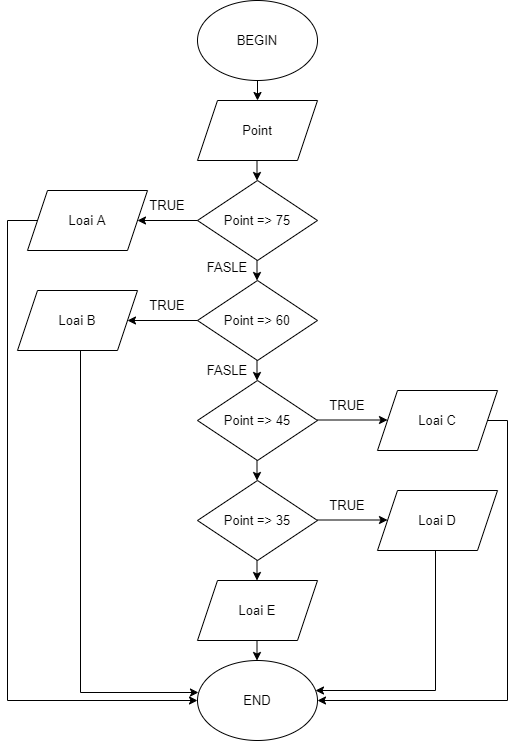 BEGIN
Point
Loai A
TRUE
Point => 75
FASLE
Loai B
TRUE
Point => 60
FASLE
Point => 45
TRUE
Loai C
Point => 35
TRUE
Loai D
Loai E
END